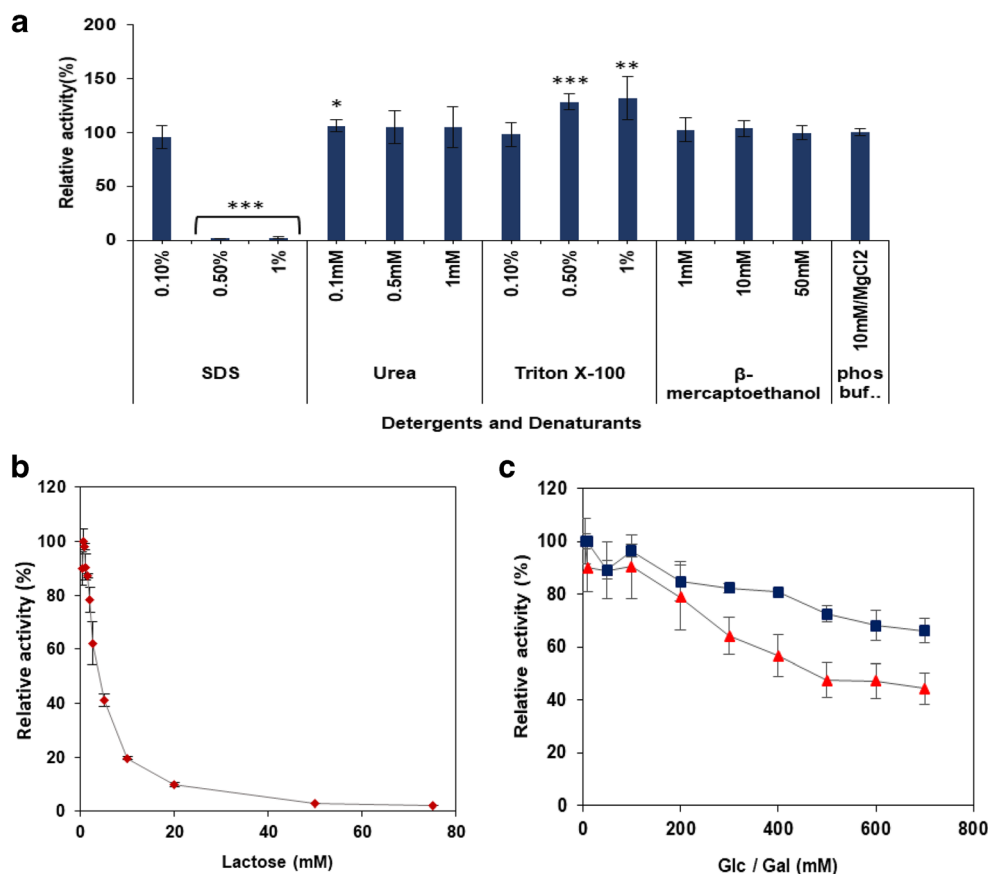 a
Relative activity(%)
200
150
100
50
0
*
***
**
***
0.10%
0.50%
1%
0.1mM
0.5mM
1mM
0.10%
0.50%
1%
1mM
10mM
50mM
10mM/MgCl2
SDS
Urea
Triton X-100
β-
mercaptoethanol
phos
buf..
Detergents and Denaturants
b
Relative activity (%)
120
100
80
60
40
20
0
0 20 40 60 80
Lactose (mM)
c
Relative activity (%)
120
100
80
60
40
20
0
0 200 400 600 800
Glc / Gal (mM)